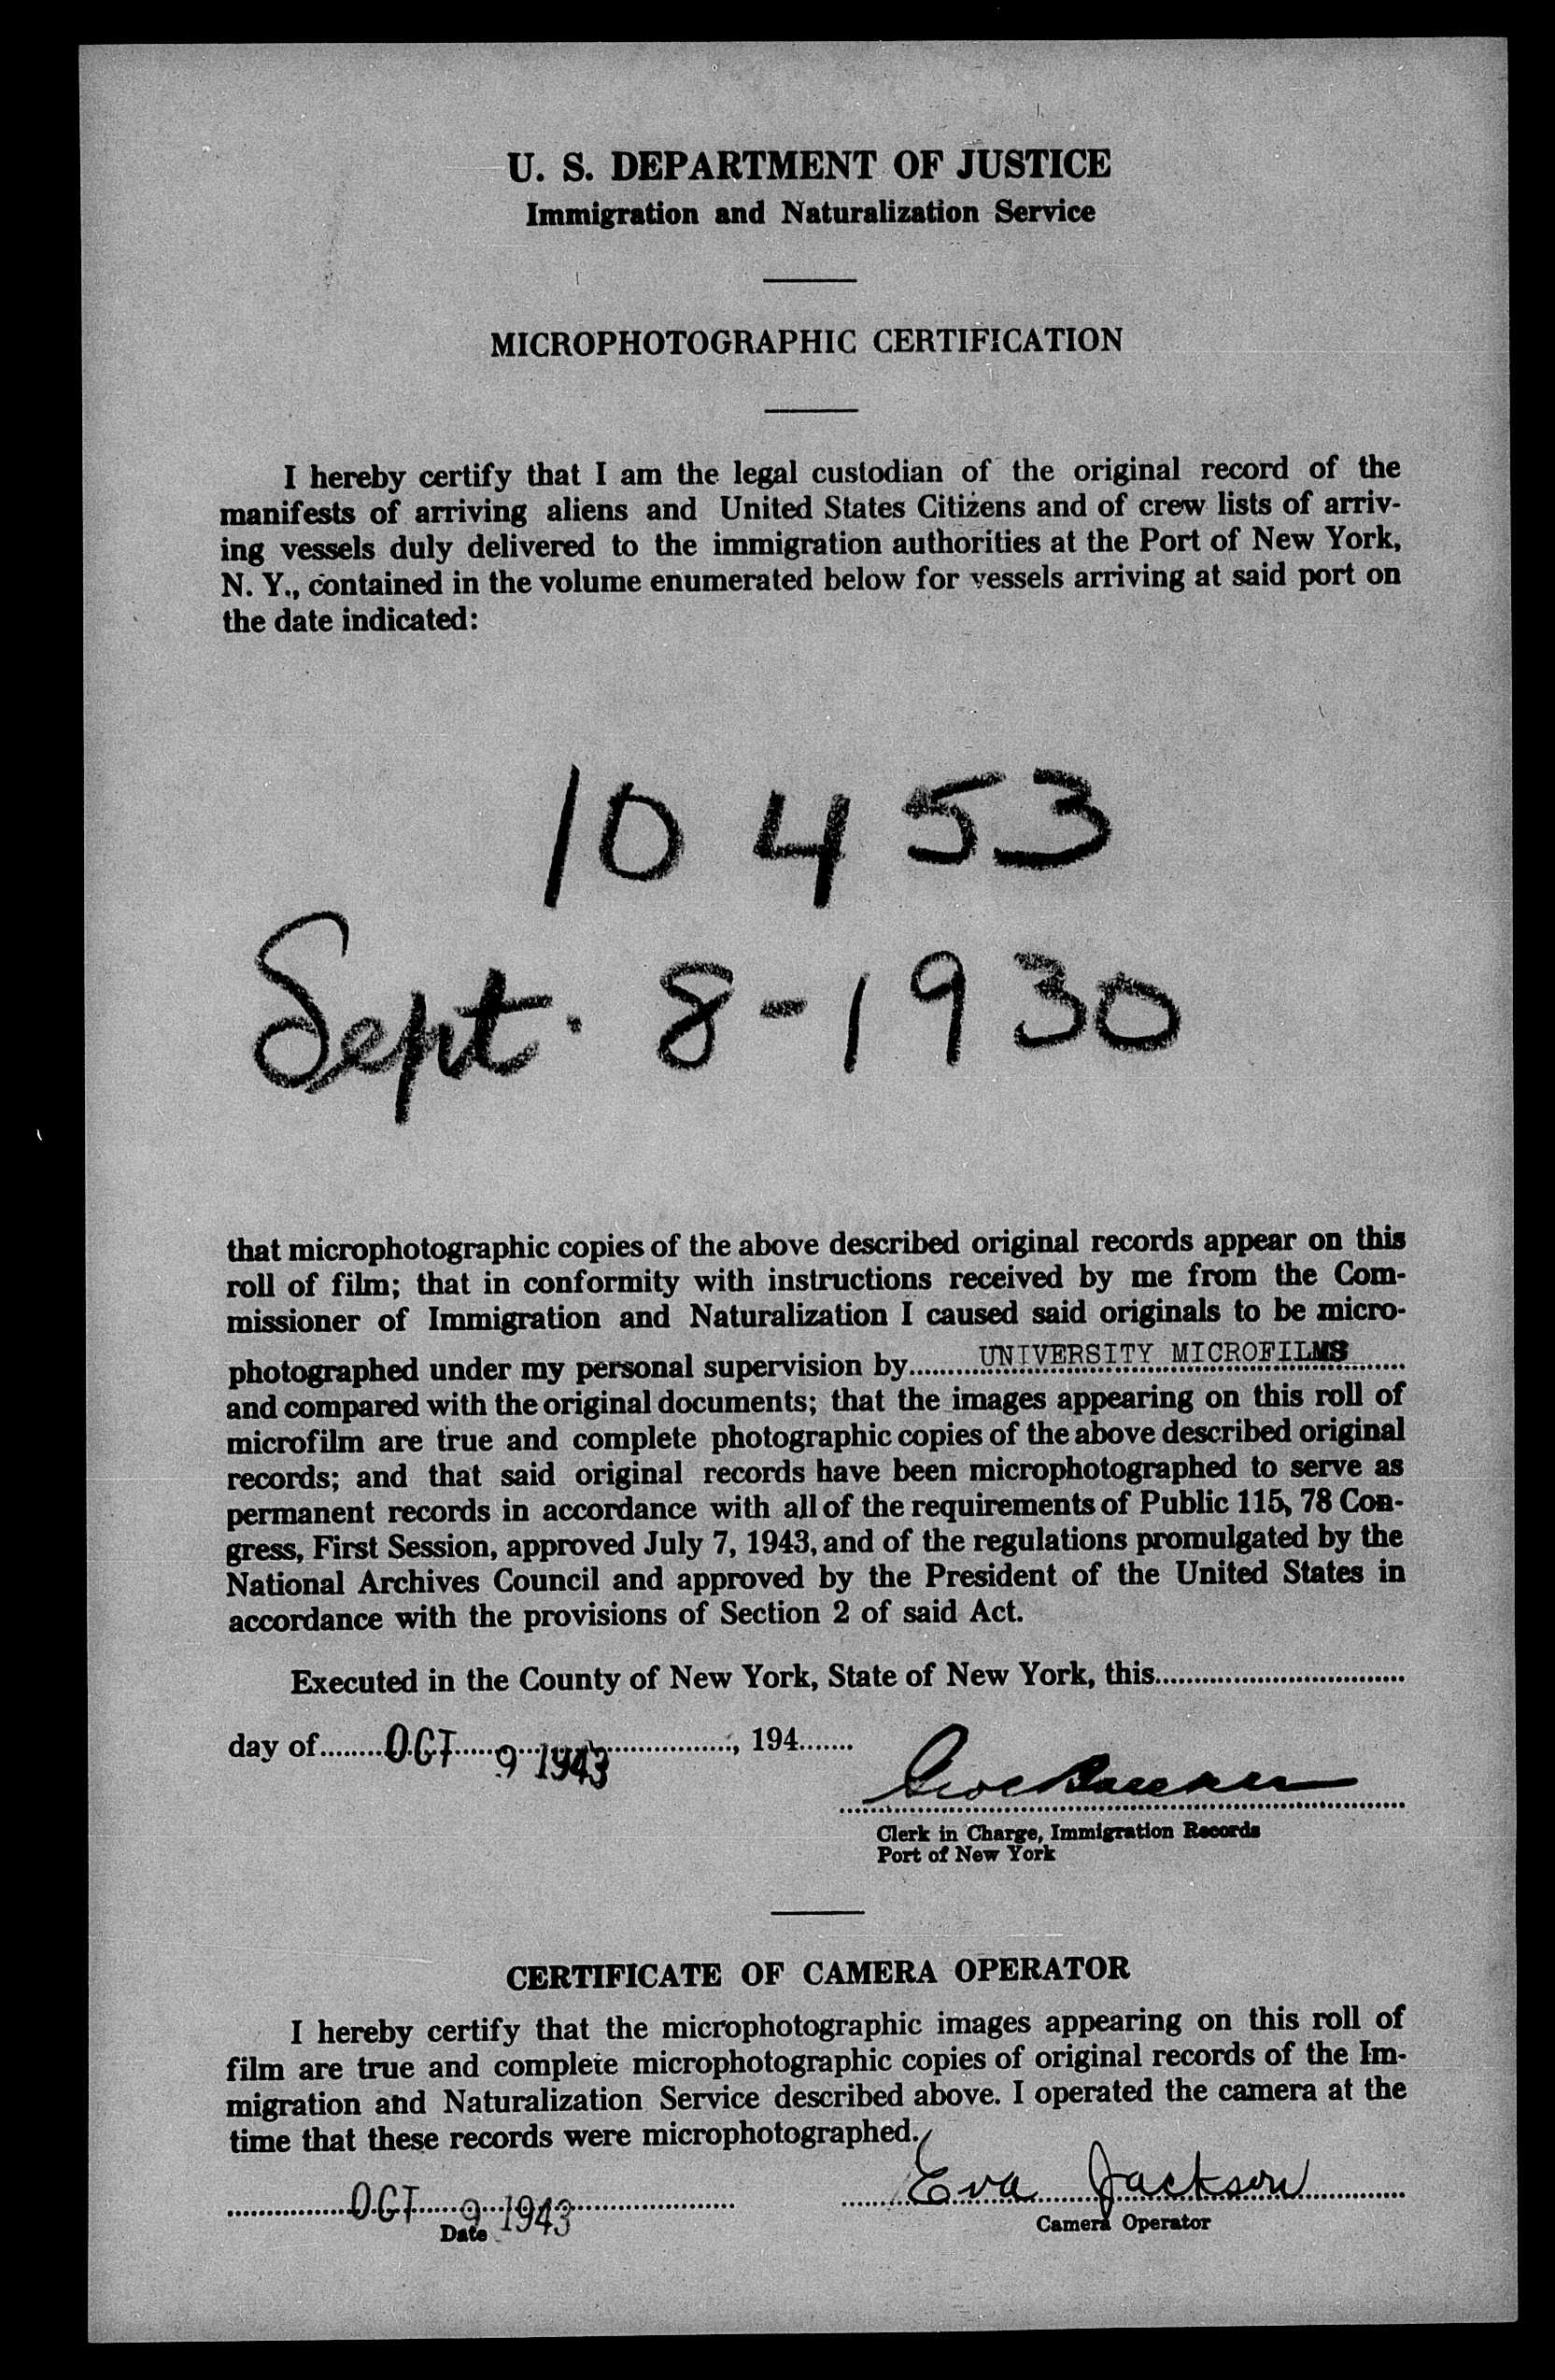 U. S. DEPARTMENT OF JUSTICE
Immigration and Naturalization Service
MICROPHOTOGRAPHIC CERTIFICATION
I hereby certify that I am the legal custodian of the original record of the
manifests of arriving aliens and United States Citizens and of crew lists of arriv-
ing vessels duly delivered to the immigration authorities at the Port of New York,
N. Y., contained in the volume enumerated below for vessels arriving at said port on
the date indicated:
10453
Sept. 8-1930
that microphotographic copies of the above described original records appear on this
roll of film; that in conformity with instructions received by me from the Com-
missioner of Immigration and Naturalization I caused said originals to be micro-
photographed under my personal supervision by UNIVERSITY MICROFILMS
and compared with the original documents; that the images appearing on this roll of
microfilm are true and complete photographic copies of the above described original
records; and that said original records have been microphotographed to serve as
permanent records in accordance with all of the requirements of Public 115, 78 Con-
gress, First Session, approved July 7, 1943, and of the regulations promulgated by the
National Archives Council and approved by the President of the United States in
accordance with the provisions of Section 2 of said Act.
Executed in the County of New York, State of New York, this
day of OCT 9 1943, 194
Clerk in Charge, Immigration Records
Port of New York
CERTIFICATE OF CAMERA OPERATOR
I hereby certify that the microphotographic images appearing on this roll of
film are true and complete microphotographic copies of original records of the Im-
migration and Naturalization Service described above. I operated the camera at the
time that these records were microphotographed.
OCT 9 1943 Eva Jackson
Date Camera Operator